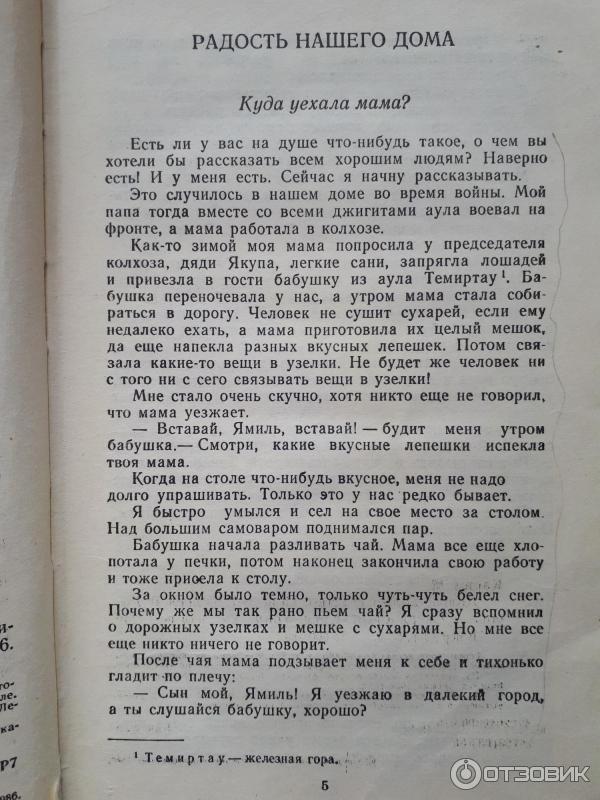 РАДОСТЬ НАШЕГО ДОМА
Куда уехала мама?
Есть ли у вас на душе что-нибудь такое, о чем вы
хотели бы рассказать всем хорошим людям? Наверно
есть! И у меня есть. Сейчас я начну рассказывать.
Это случилось в нашем доме во время войны. Мой
папа тогда вместе со всеми джигитами аула воевал на
фронте, а мама работала в колхозе.
Как-то зимой моя мама попросила у председателя
колхоза, дяди Якупа, легкие сани, запрягла лошадей
и привезла в гости бабушку из аула Темиртау ¹. Ба-
бушка переночевала у нас, а утром мама стала соби-
раться в дорогу. Человек не сушит сухарей, если ему
недалеко ехать, а мама приготовила их целый мешок,
да еще напекла разных вкусных лепешек. Потом свя-
зала какие-то вещи в узелки. Не будет же человек ни
с того ни с сего связывать вещи в узелки!
Мне стало очень скучно, хотя никто еще не говорил,
что мама уезжает.
— Вставай, Ямиль, вставай! — будит меня утром
бабушка.— Смотри, какие вкусные лепешки испекла
твоя мама.
Когда на столе что-нибудь вкусное, меня не надо
долго упрашивать. Только это у нас редко бывает.
Я быстро умылся и сел на свое место за столом.
Над большим самоваром поднимался пар.
Бабушка начала разливать чай. Мама все еще хло-
потала у печки, потом наконец закончила свою работу
и тоже присела к столу.
За окном было темно, только чуть-чуть белел снег.
Почему же мы так рано пьем чай? Я сразу вспомнил
о дорожных узелках и мешке с сухарями. Но мне все
еще никто ничего не говорит.
После чая мама подзывает меня к себе и тихонько
гладит по плечу:
— Сын мой, Ямиль! Я уезжаю в далекий город,
а ты слушайся бабушку, хорошо?
¹ Темиртау.— железная гора.
5
и-
6.
го-
ле.
Ле-
ка-
Р7
986.
ОТЗОВИК